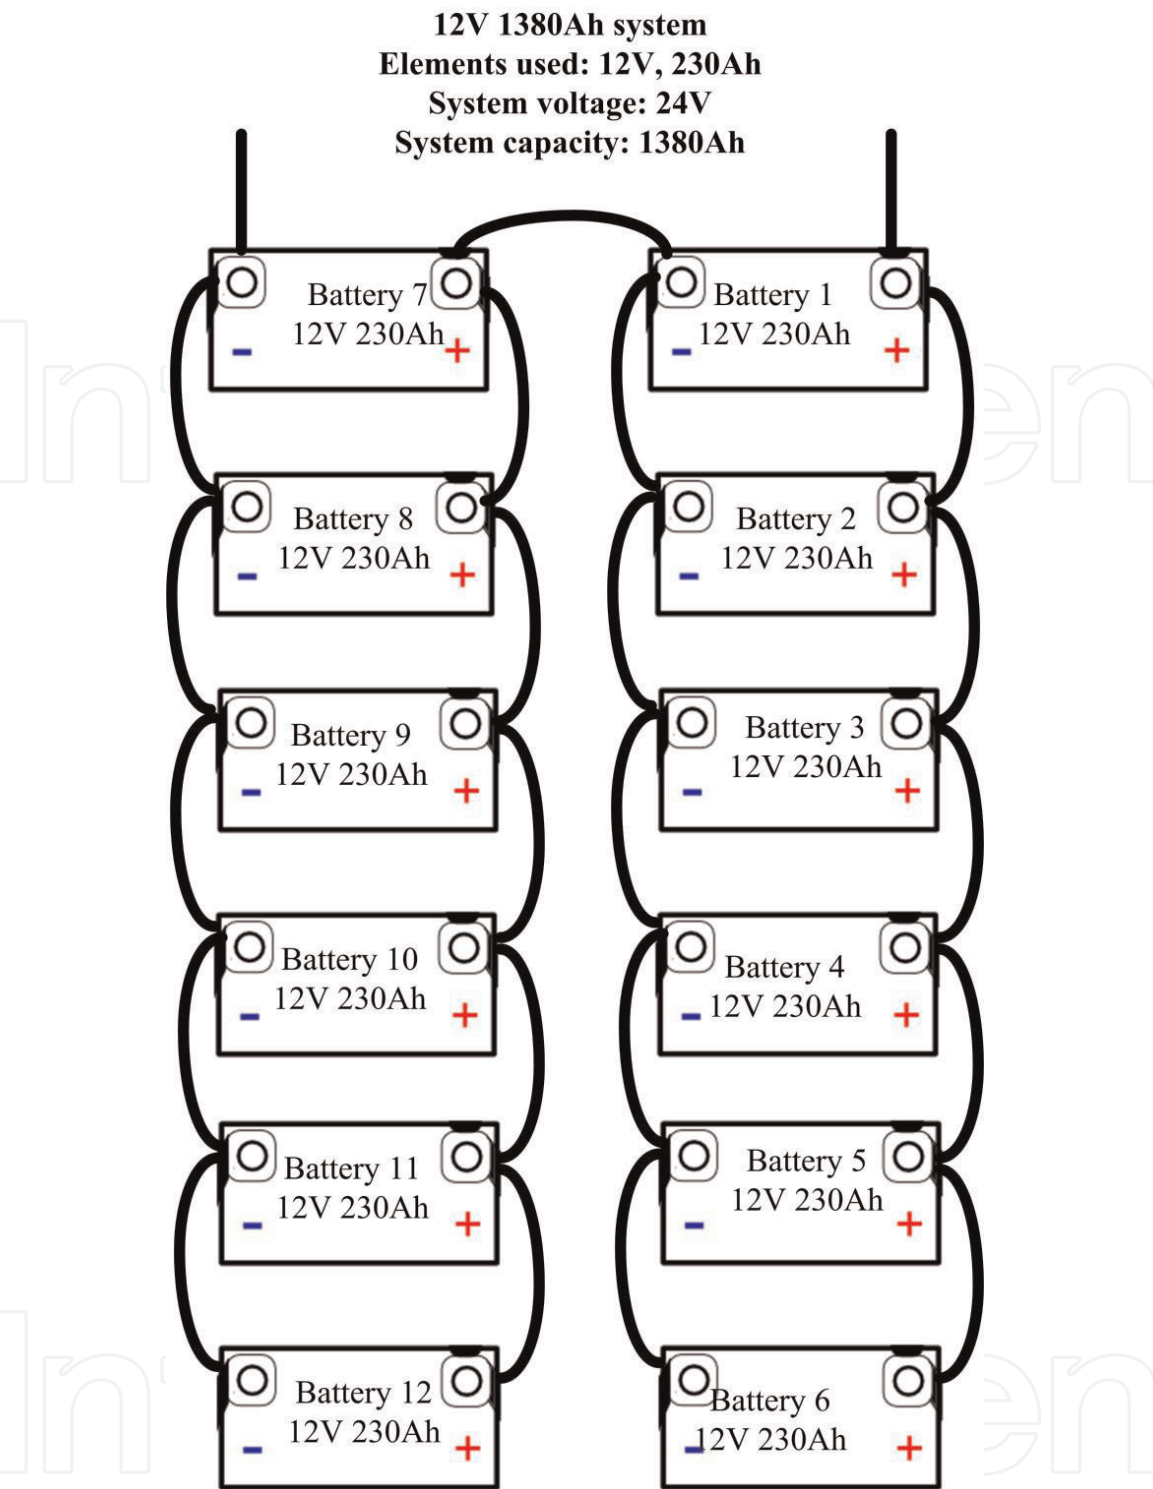 12V 1380Ah system
Elements used: 12V, 230Ah
System voltage: 24V
System capacity: 1380Ah
Battery 7
12V 230Ah
- +
Battery 1
12V 230Ah
- +
Battery 8
12V 230Ah
- +
Battery 2
12V 230Ah
- +
Battery 9
12V 230Ah
- +
Battery 3
12V 230Ah
- +
Battery 10
12V 230Ah
- +
Battery 4
12V 230Ah
- +
Battery 11
12V 230Ah
- +
Battery 5
12V 230Ah
- +
Battery 12
12V 230Ah
- +
Battery 6
12V 230Ah
- +